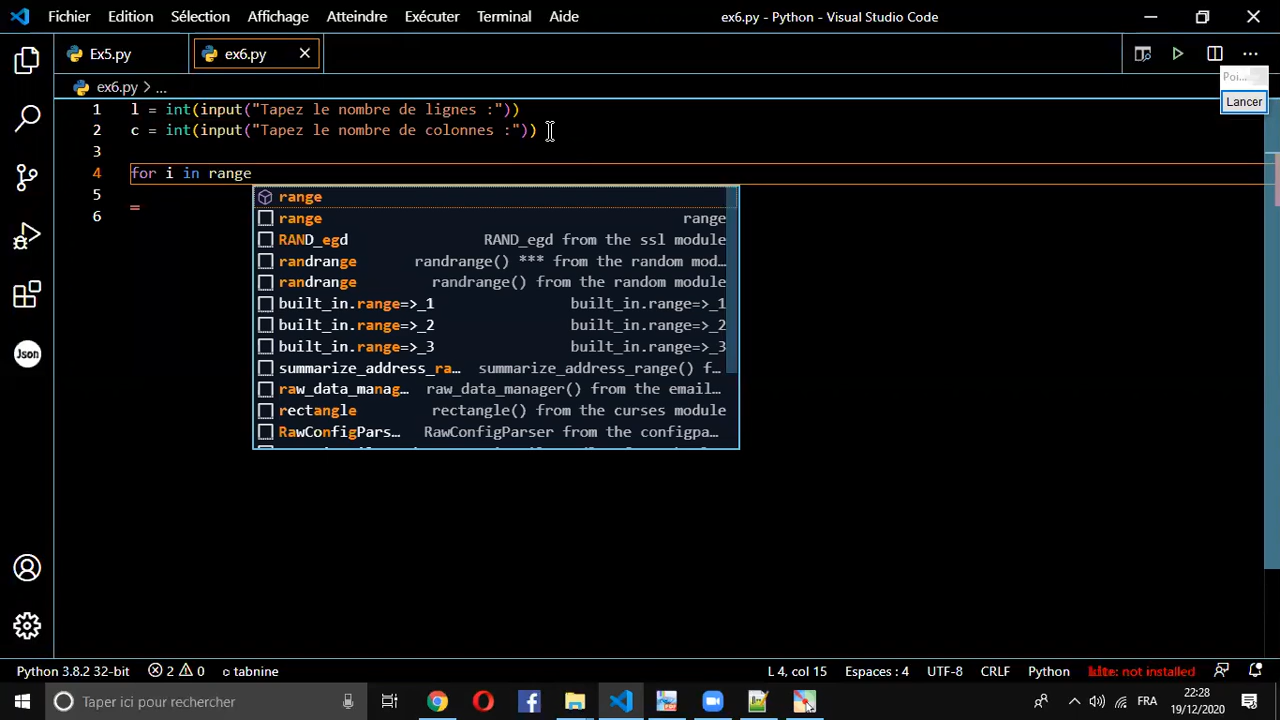 Fichier Edition Sélection Affichage Atteindre Exécuter Terminal Aide ex6.py - Python - Visual Studio Code
Ex5.py ex6.py
Poi...
ex6.py > ...
Lancer
1 l = int(input("Tapez le nombre de lignes :"))
2 c = int(input("Tapez le nombre de colonnes :"))
3
4 for i in range
5
6
range
range range
RAND_egd RAND_egd from the ssl module
randrange randrange() *** from the random mod…
randrange randrange() from the random module
built_in.range=>_1 built_in.range=>_1
built_in.range=>_2 built_in.range=>_2
built_in.range=>_3 built_in.range=>_3
summarize_address_ra… summarize_address_range() f…
raw_data_manag… raw_data_manager() from the email…
rectangle rectangle() from the curses module
RawConfigPars… RawConfigParser from the configpa…
Json
Python 3.8.2 32-bit 2 0 tabnine L 4, col 15 Espaces : 4 UTF-8 CRLF Python kite: not installed
Taper ici pour rechercher FRA 22:28
19/12/2020